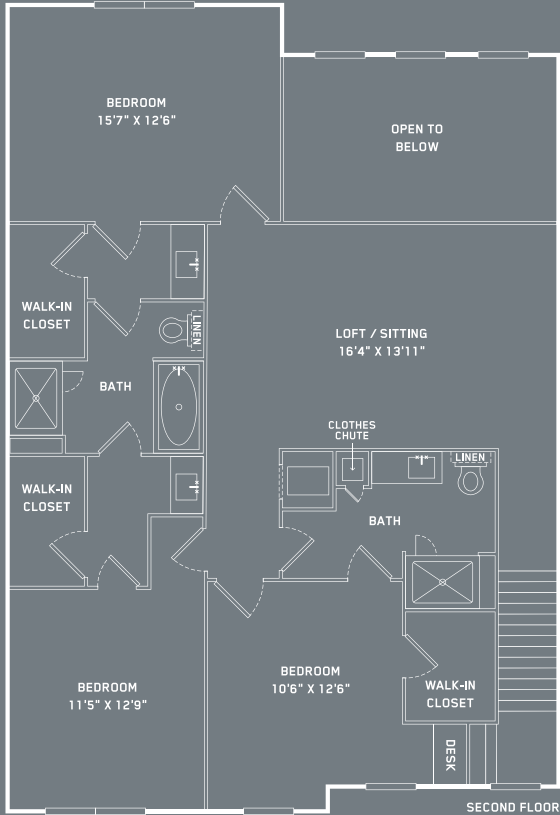 BEDROOM
15'7" X 12'6"
OPEN TO
BELOW
WALK-IN
CLOSET
LINEN
LOFT / SITTING
16'4" X 13'11"
BATH
CLOTHES
CHUTE
LINEN
WALK-IN
CLOSET
BATH
BEDROOM
11'5" X 12'9"
BEDROOM
10'6" X 12'6"
WALK-IN
CLOSET
DESK
SECOND FLOOR